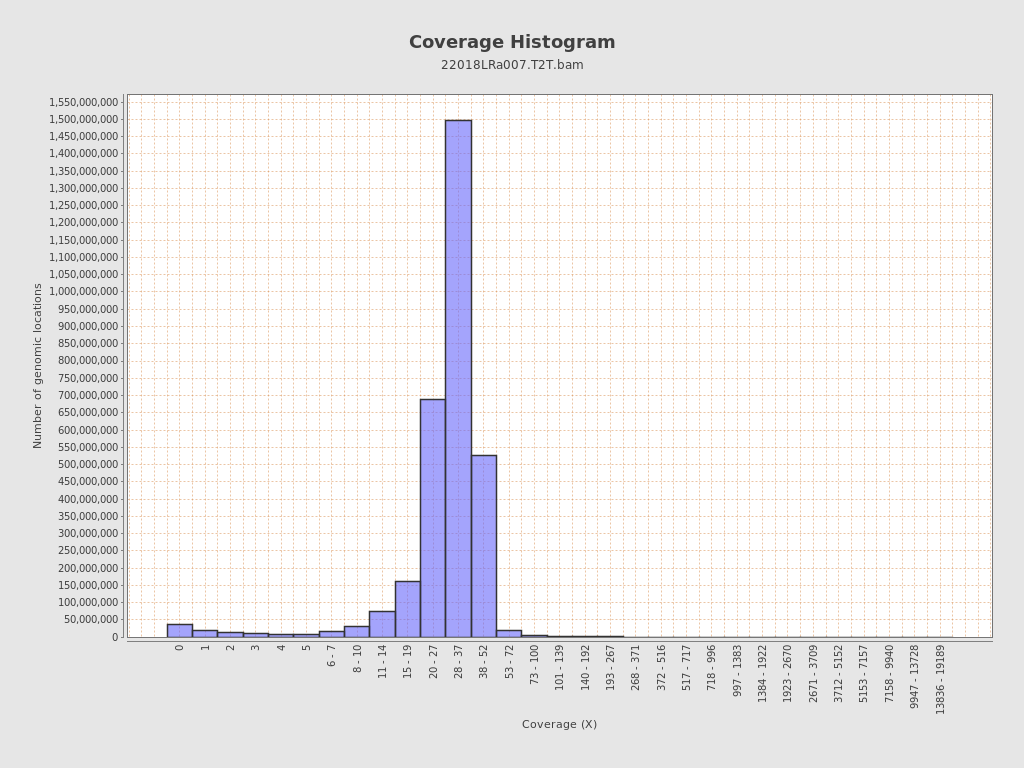 Coverage Histogram
22018LRa007.T2T.bam
Number of genomic locations
1,550,000,000
1,500,000,000
1,450,000,000
1,400,000,000
1,350,000,000
1,300,000,000
1,250,000,000
1,200,000,000
1,150,000,000
1,100,000,000
1,050,000,000
1,000,000,000
950,000,000
900,000,000
850,000,000
800,000,000
750,000,000
700,000,000
650,000,000
600,000,000
550,000,000
500,000,000
450,000,000
400,000,000
350,000,000
300,000,000
250,000,000
200,000,000
150,000,000
100,000,000
50,000,000
0
0
1
2
3
4
5
6 - 7
8 - 10
11 - 14
15 - 19
20 - 27
28 - 37
38 - 52
53 - 72
73 - 100
101 - 139
140 - 192
193 - 267
268 - 371
372 - 516
517 - 717
718 - 996
997 - 1383
1384 - 1922
1923 - 2670
2671 - 3709
3712 - 5152
5153 - 7157
7158 - 9940
9947 - 13728
13836 - 19189
Coverage (X)